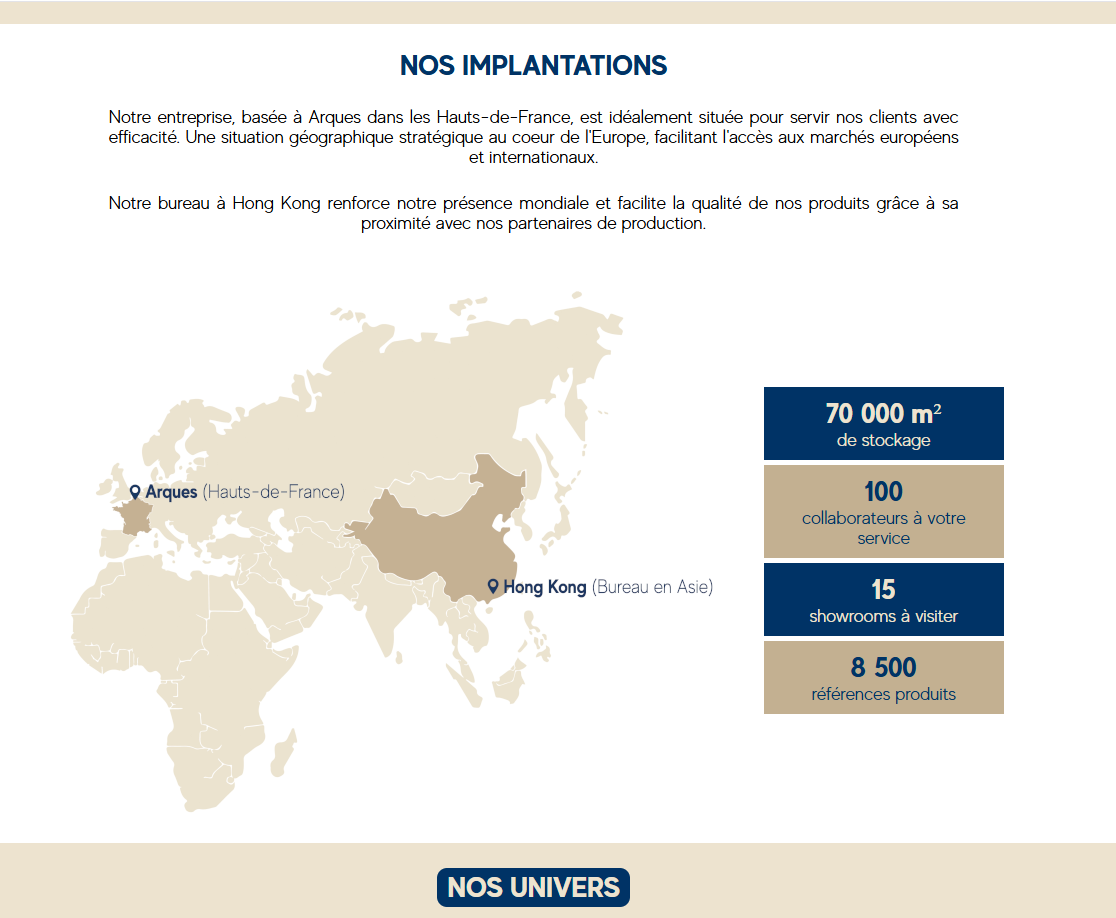 NOS IMPLANTATIONS
Notre entreprise, basée à Arques dans les Hauts-de-France, est idéalement située pour servir nos clients avec
efficacité. Une situation géographique stratégique au coeur de l'Europe, facilitant l'accès aux marchés européens
et internationaux.
Notre bureau à Hong Kong renforce notre présence mondiale et facilite la qualité de nos produits grâce à sa
proximité avec nos partenaires de production.
Arques (Hauts-de-France)
Hong Kong (Bureau en Asie)
70 000 m²
de stockage
100
collaborateurs à votre
service
15
showrooms à visiter
8 500
références produits
NOS UNIVERS